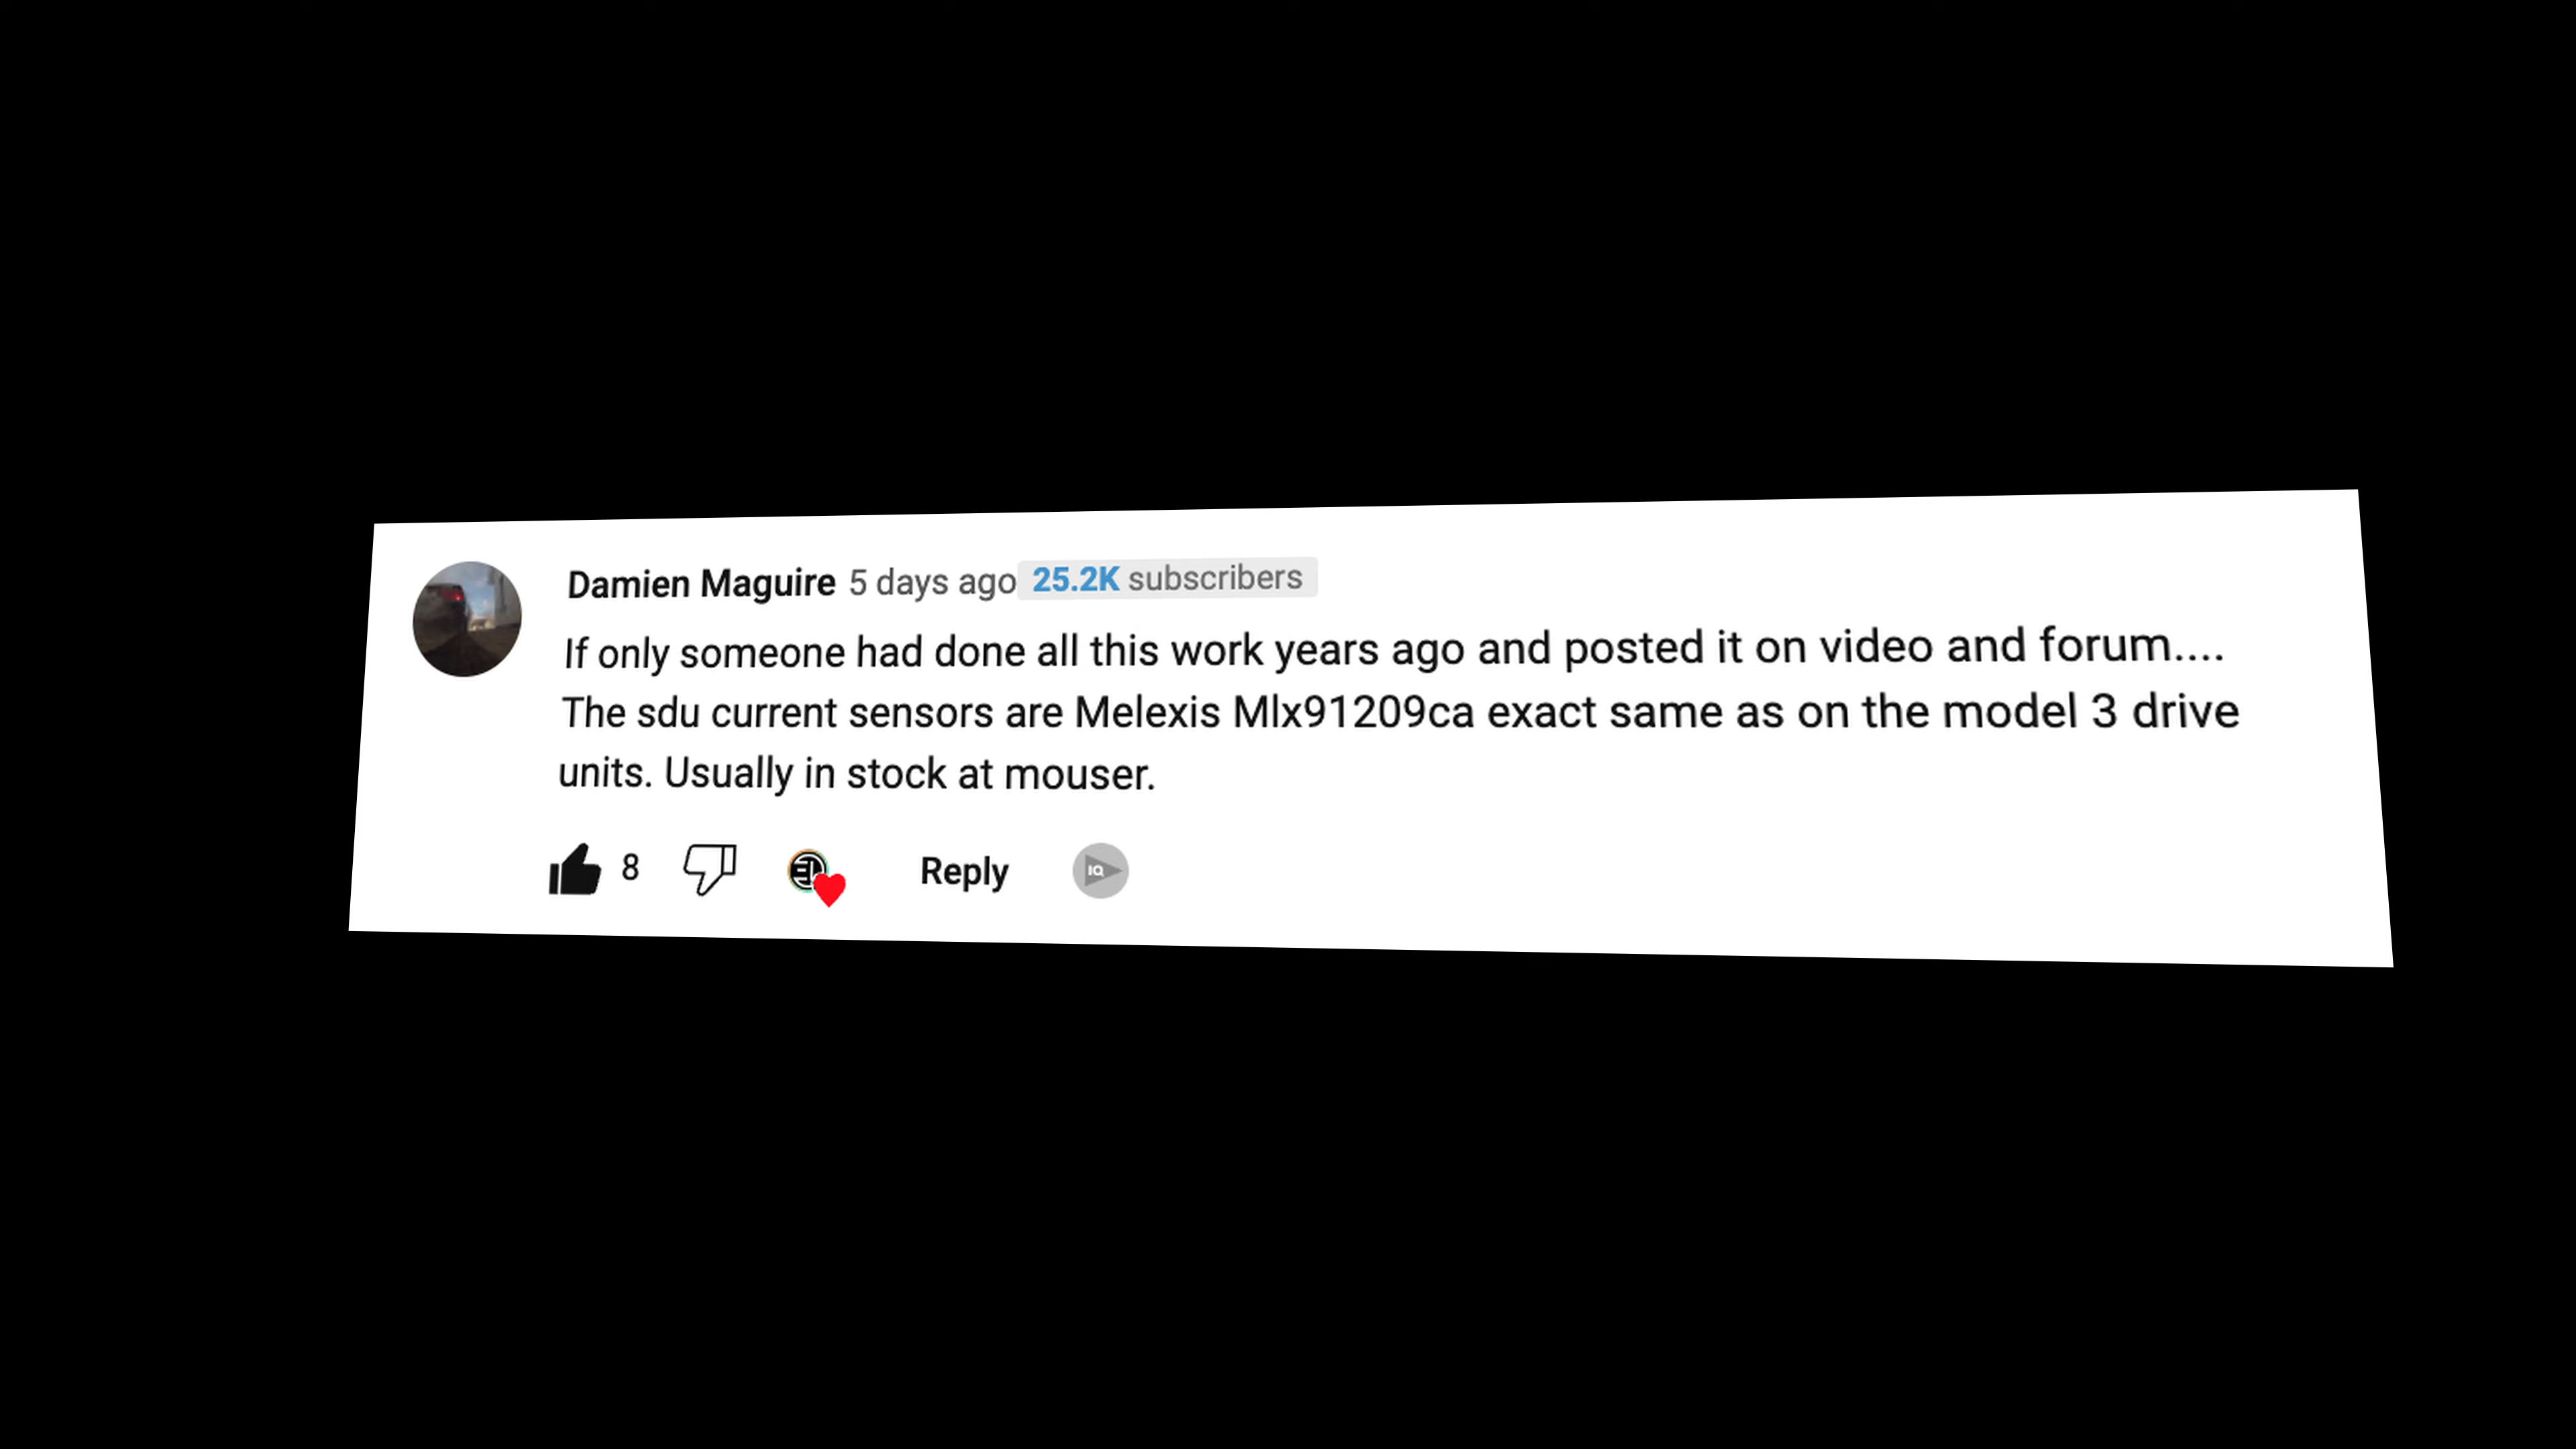 Damien Maguire 5 days ago 25.2K subscribers
If only someone had done all this work years ago and posted it on video and forum....
The sdu current sensors are Melexis Mlx91209ca exact same as on the model 3 drive
units. Usually in stock at mouser.
8 Reply IQ